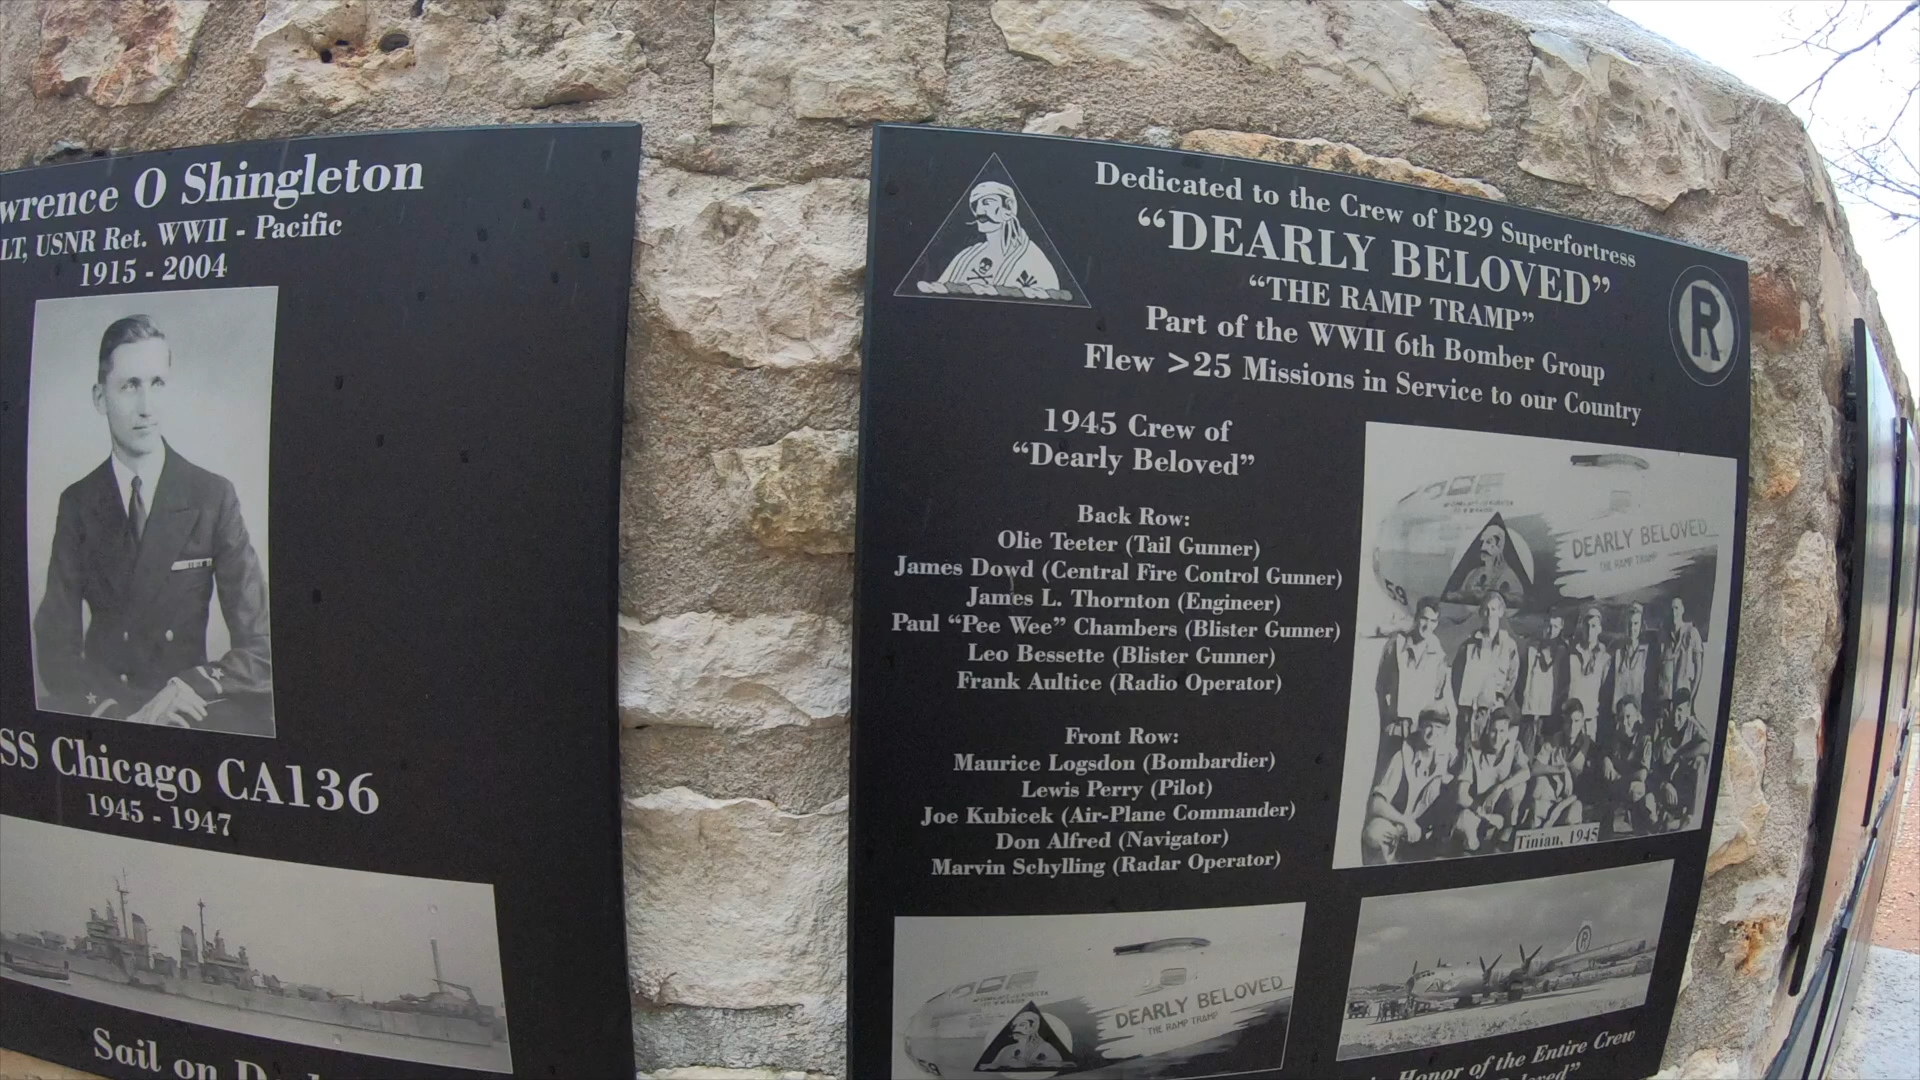 wrence O Shingleton
LT, USNR Ret. WWII - Pacific
1915 - 2004
SS Chicago CA136
1945 - 1947
Sail on
Dedicated to the Crew of B29 Superfortress
“DEARLY BELOVED”
“THE RAMP TRAMP”
Part of the WWII 6th Bomber Group
Flew >25 Missions in Service to our Country
R
1945 Crew of
“Dearly Beloved”
Back Row:
Olie Teeter (Tail Gunner)
James Dowd (Central Fire Control Gunner)
James L. Thornton (Engineer)
Paul “Pee Wee” Chambers (Blister Gunner)
Leo Bessette (Blister Gunner)
Frank Aultice (Radio Operator)
Front Row:
Maurice Logsdon (Bombardier)
Lewis Perry (Pilot)
Joe Kubicek (Air-Plane Commander)
Don Alfred (Navigator)
Marvin Schylling (Radar Operator)
DEARLY BELOVED
THE RAMP TRAMP
59
Tinian, 1945
DEARLY BELOVED
THE RAMP TRAMP
59
R
Honor of the Entire Crew